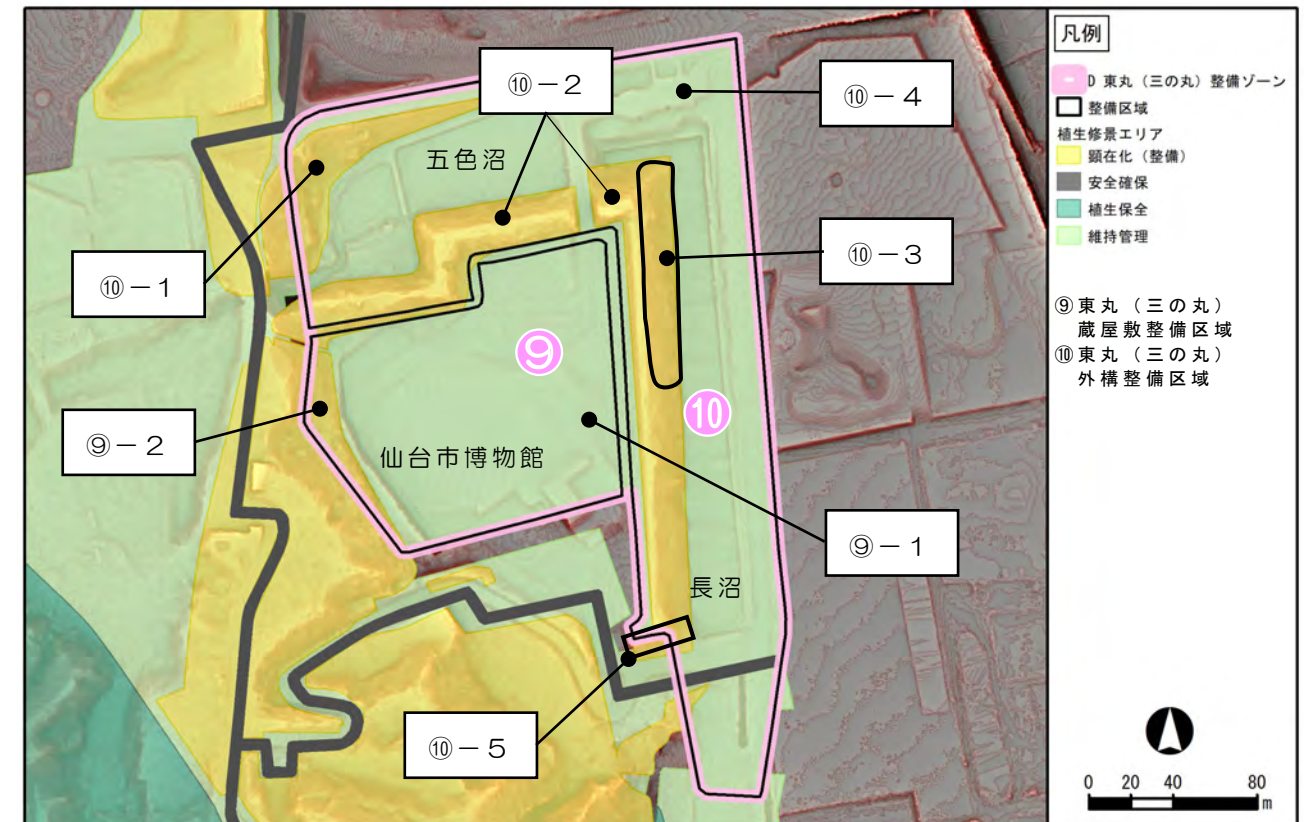 ⑩－2
⑩－4
五色沼
⑩－1
⑩－3
⑨
⑩
⑨－2
仙台市博物館
⑨－1
長沼
⑩－5
凡例
D 東丸（三の丸）整備ゾーン
整備区域
植生修景エリア
顕在化（整備）
安全確保
植生保全
維持管理
⑨東丸（三の丸）
蔵屋敷整備区域
⑩東丸（三の丸）
外構整備区域
0 20 40 80
m